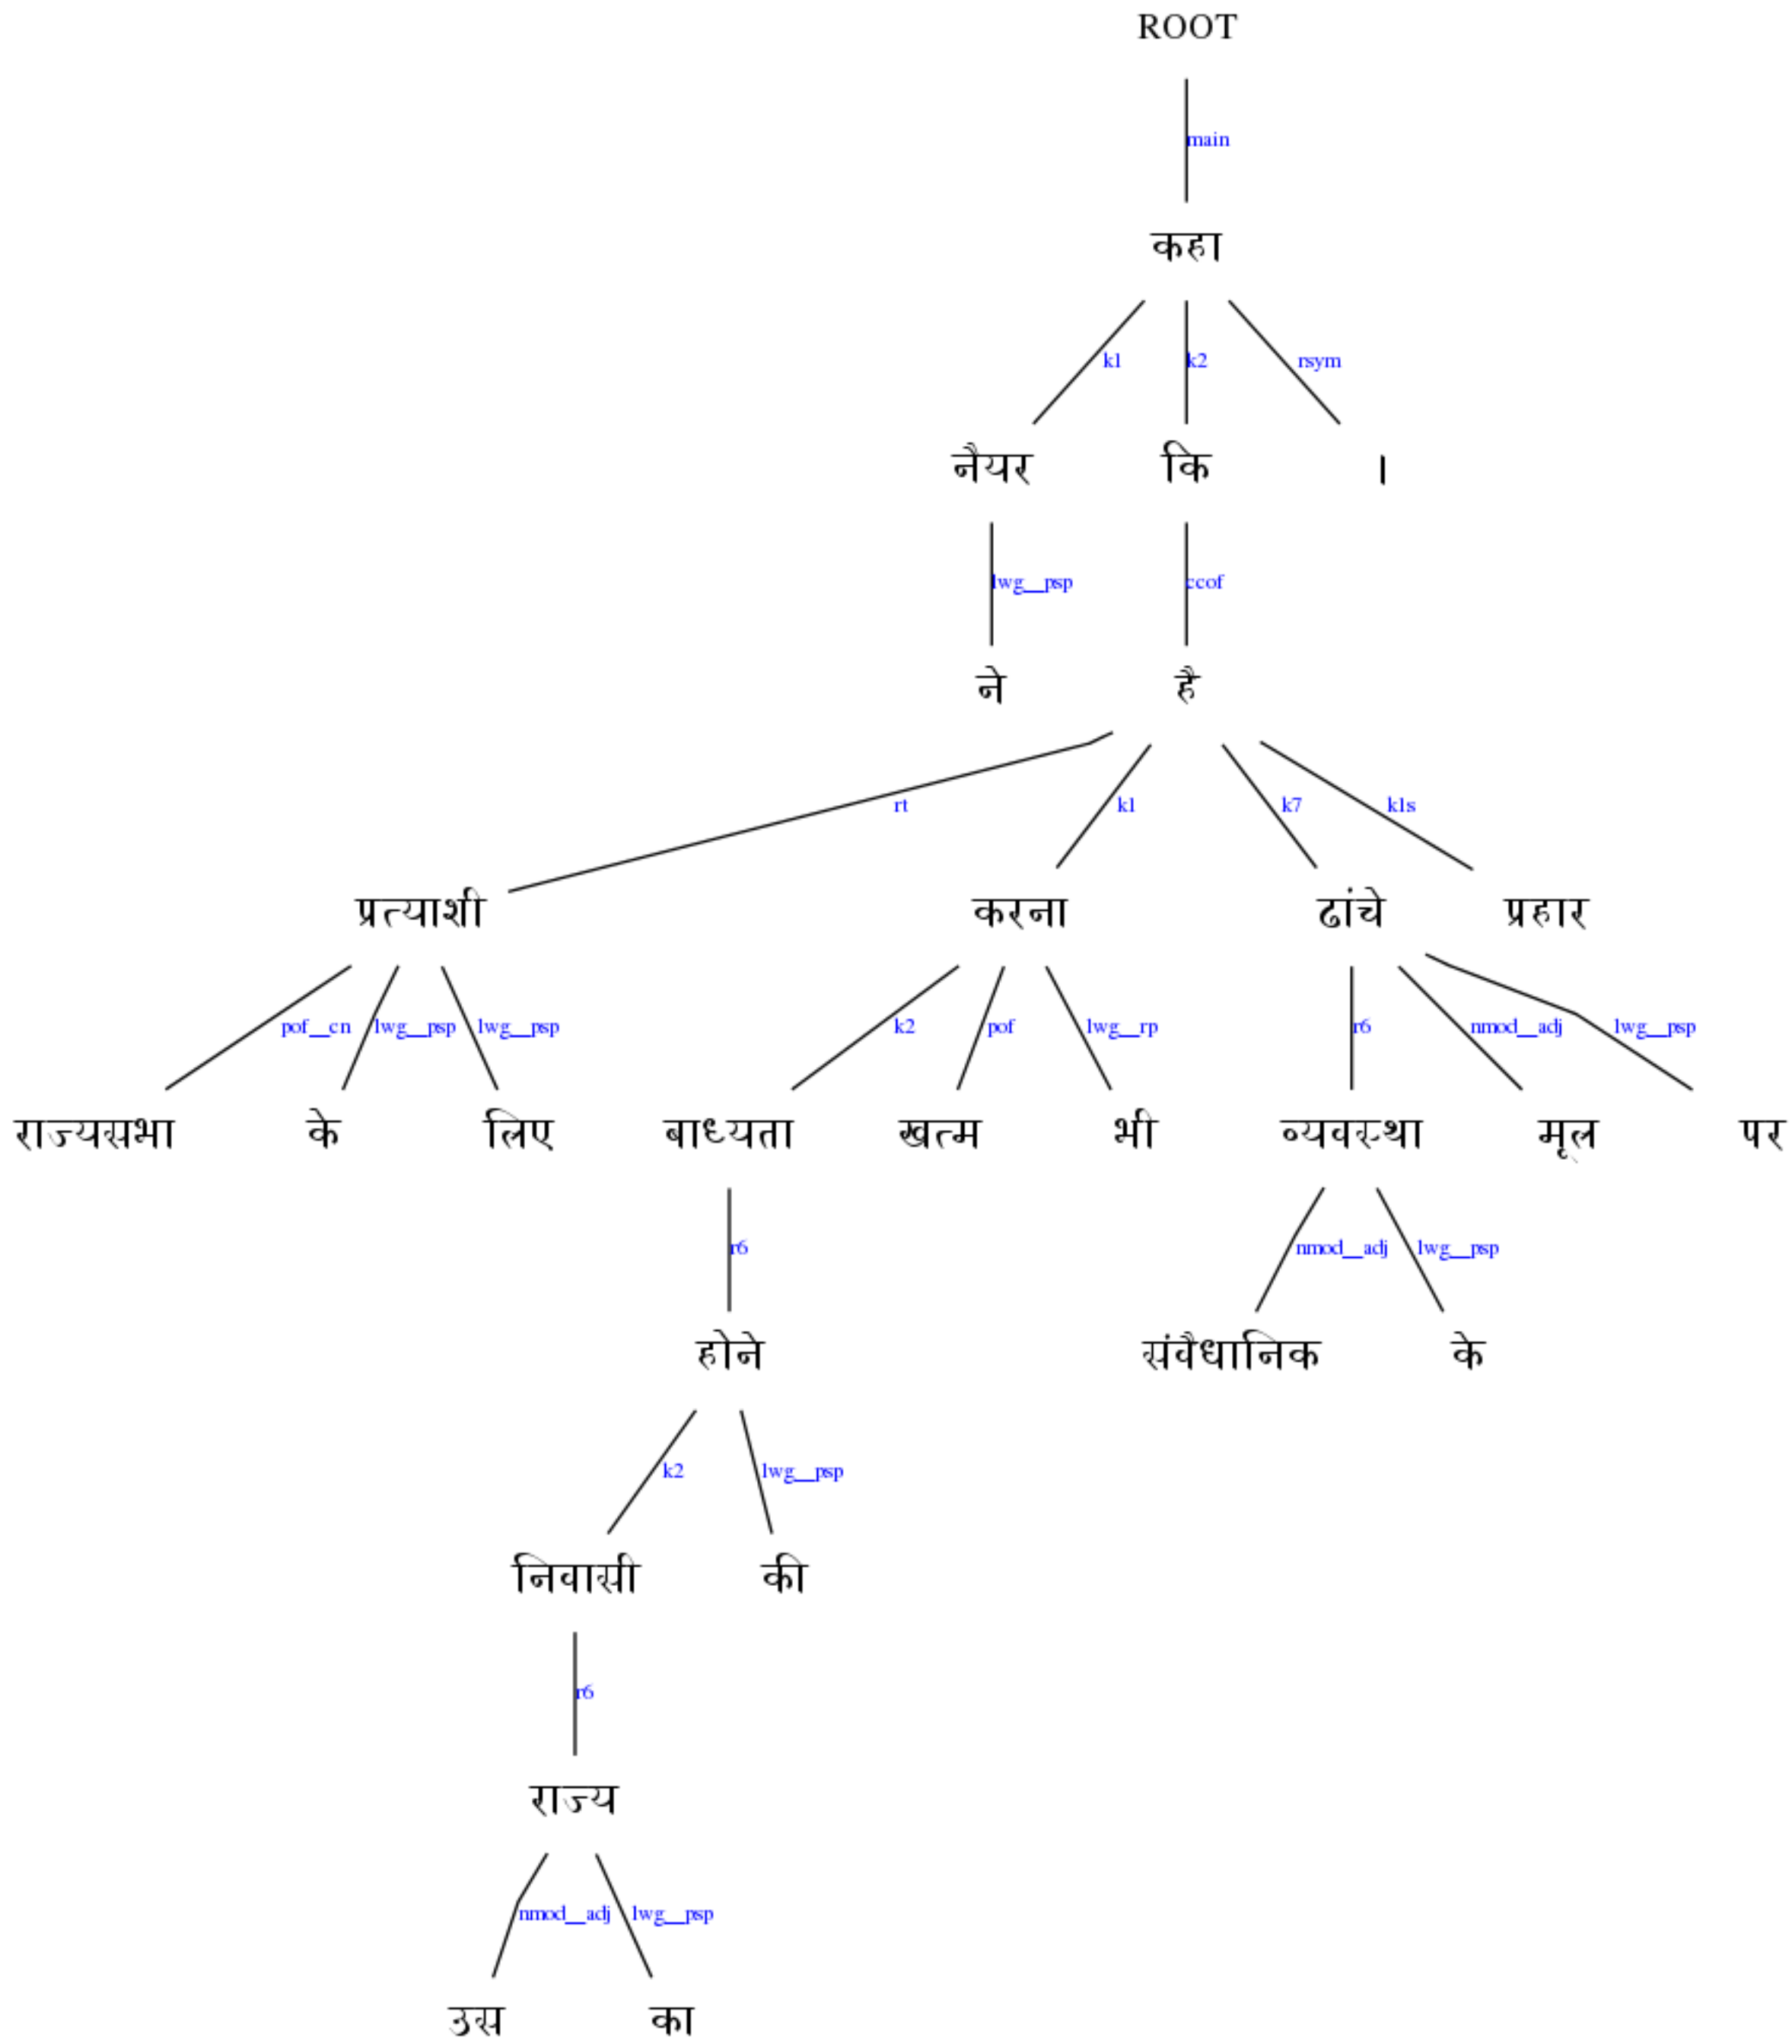 ROOT
main
कहा
k1 k2 rsym
नैयर कि ।
lwg__psp ccof
ने है
rt k1 k7 k1s
प्रत्याशी करना ढांचे प्रहार
pof__cn lwg__psp lwg__psp k2 pof lwg__rp r6 nmod__adj lwg__psp
राज्यसभा के लिए बाध्यता खत्म भी व्यवस्था मूल पर
r6 nmod__adj lwg__psp
होने संवैधानिक के
k2 lwg__psp
निवासी की
r6
राज्य
nmod__adj lwg__psp
उस का